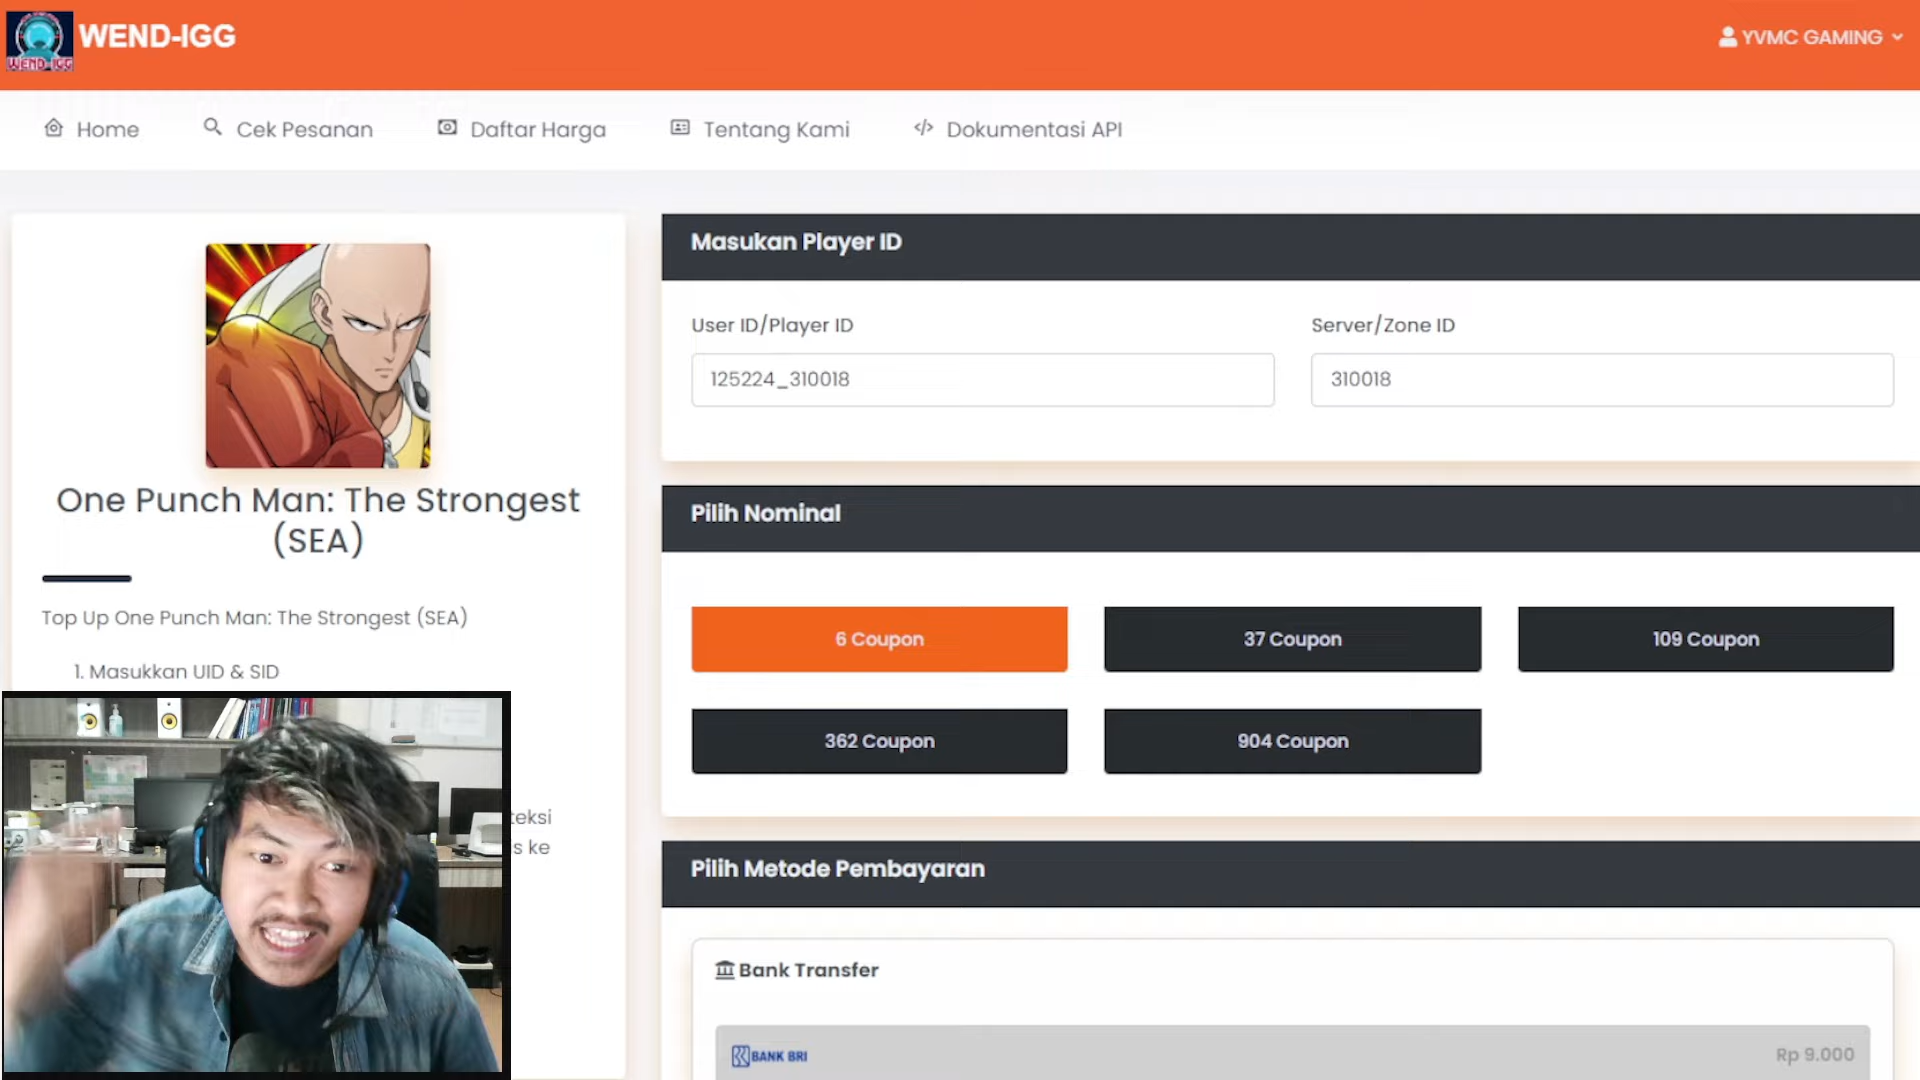 WEND-IGG
WEND-IGG
YVMC GAMING
Home
Cek Pesanan
Daftar Harga
Tentang Kami
Dokumentasi API
One Punch Man: The Strongest
(SEA)
Top Up One Punch Man: The Strongest (SEA)
1. Masukkan UID & SID
teksi
s ke
Masukan Player ID
User ID/Player ID
Server/Zone ID
125224_310018
310018
Pilih Nominal
6 Coupon
37 Coupon
109 Coupon
362 Coupon
904 Coupon
Pilih Metode Pembayaran
Bank Transfer
BANK BRI
Rp 9.000